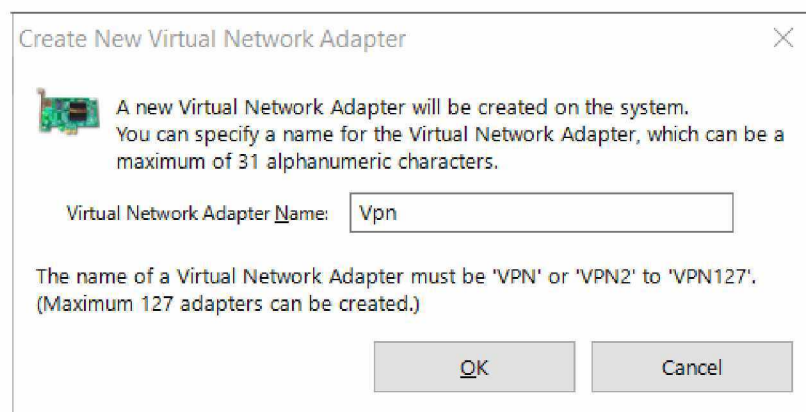 Create New Virtual Network Adapter
A new Virtual Network Adapter will be created on the system.
You can specify a name for the Virtual Network Adapter, which can be a
maximum of 31 alphanumeric characters.
Virtual Network Adapter Name: Vpn
The name of a Virtual Network Adapter must be 'VPN' or 'VPN2' to 'VPN127'.
(Maximum 127 adapters can be created.)
OK Cancel